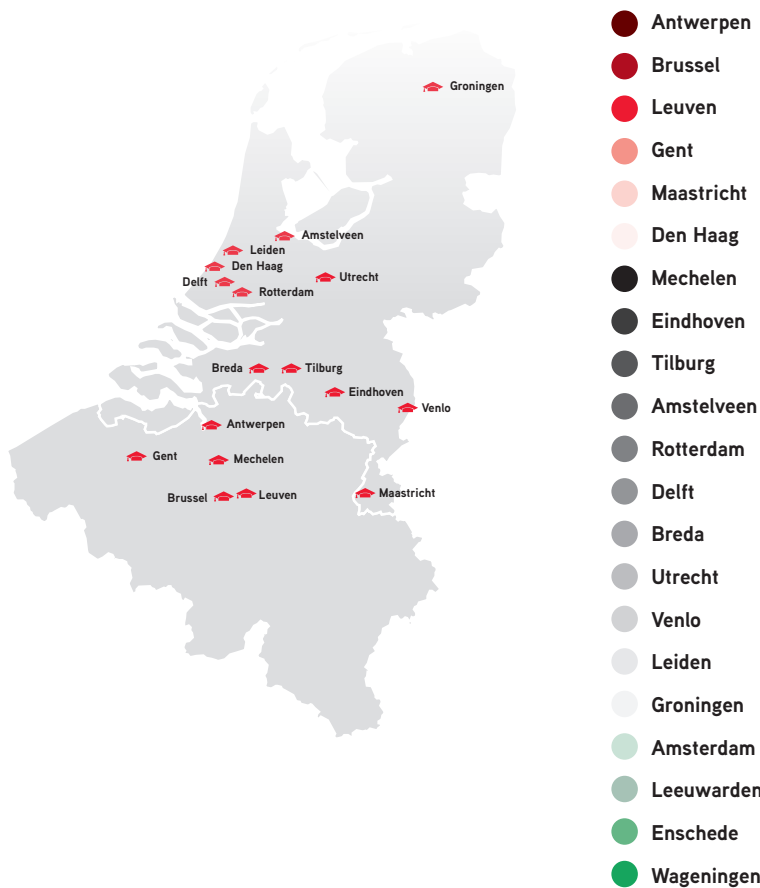 Groningen
Amstelveen
Leiden
Den Haag
Utrecht
Delft
Rotterdam
Breda
Tilburg
Eindhoven
Venlo
Antwerpen
Gent
Mechelen
Brussel
Leuven
Maastricht
Antwerpen
Brussel
Leuven
Gent
Maastricht
Den Haag
Mechelen
Eindhoven
Tilburg
Amstelveen
Rotterdam
Delft
Breda
Utrecht
Venlo
Leiden
Groningen
Amsterdam
Leeuwarden
Enschede
Wageningen